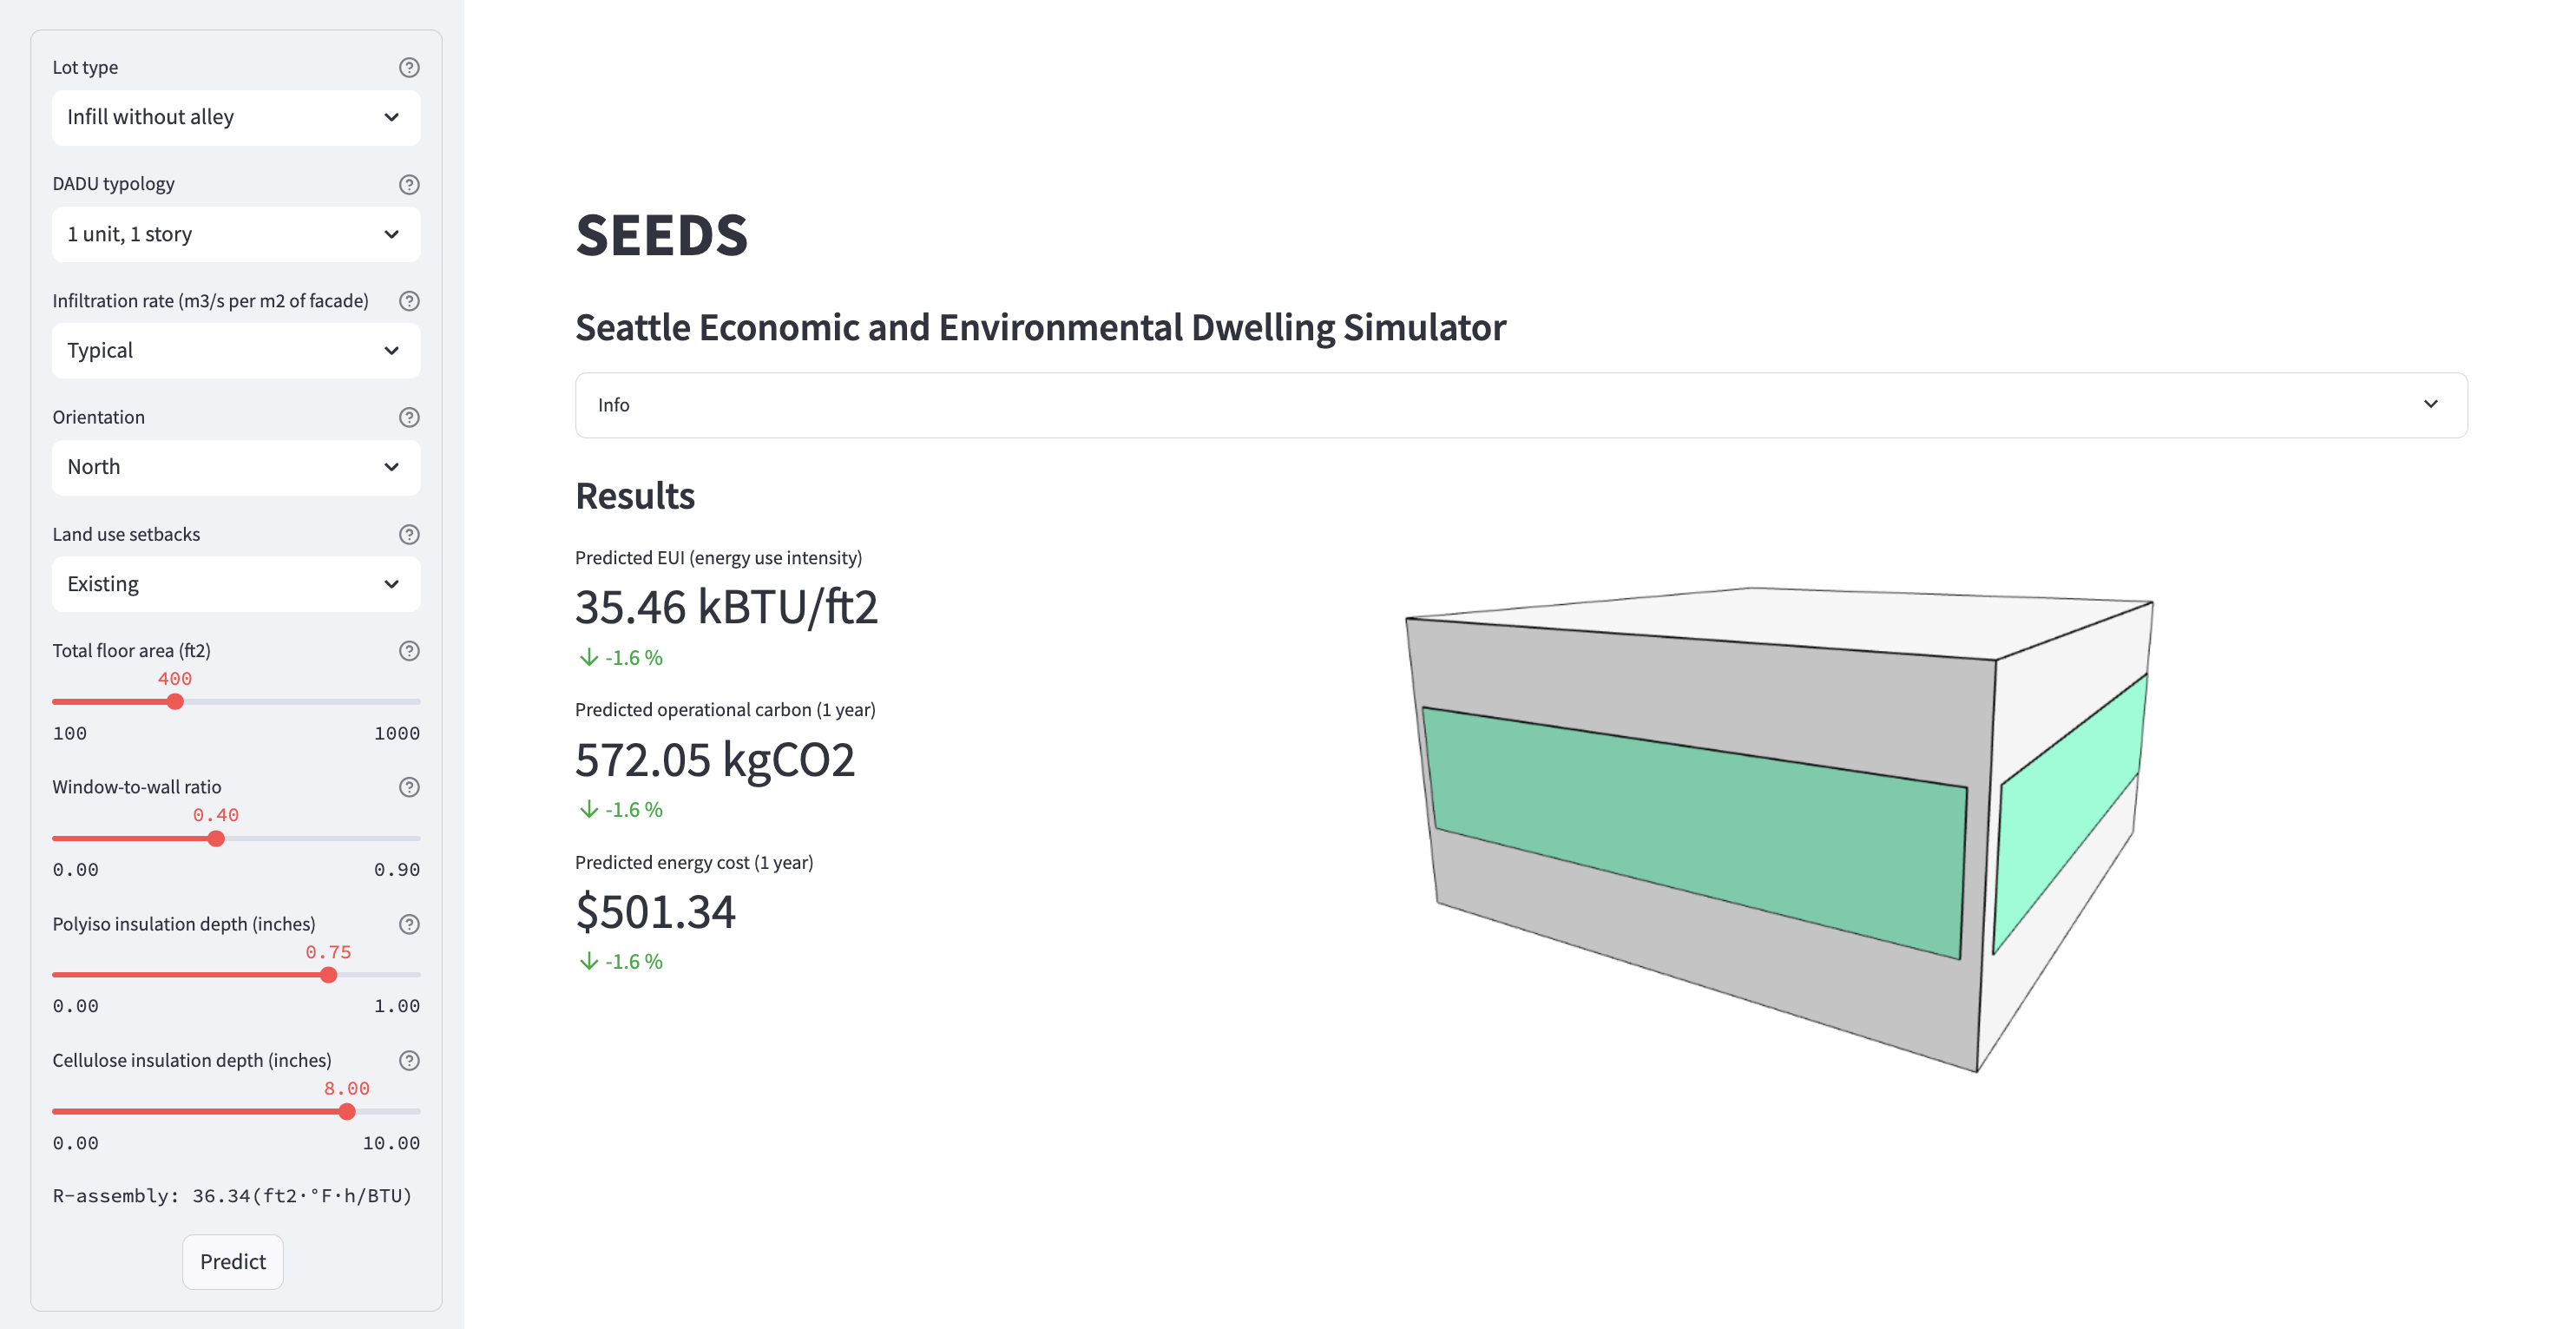 Lot type
Infill without alley
DADU typology
1 unit, 1 story
Infiltration rate (m3/s per m2 of facade)
Typical
Orientation
North
Land use setbacks
Existing
Total floor area (ft2)
400
100 1000
Window-to-wall ratio
0.40
0.00 0.90
Polyiso insulation depth (inches)
0.75
0.00 1.00
Cellulose insulation depth (inches)
8.00
0.00 10.00
R-assembly: 36.34(ft2·°F·h/BTU)
Predict
SEEDS
Seattle Economic and Environmental Dwelling Simulator
Info
Results
Predicted EUI (energy use intensity)
35.46 kBTU/ft2
↓ -1.6 %
Predicted operational carbon (1 year)
572.05 kgCO2
↓ -1.6 %
Predicted energy cost (1 year)
$501.34
↓ -1.6 %